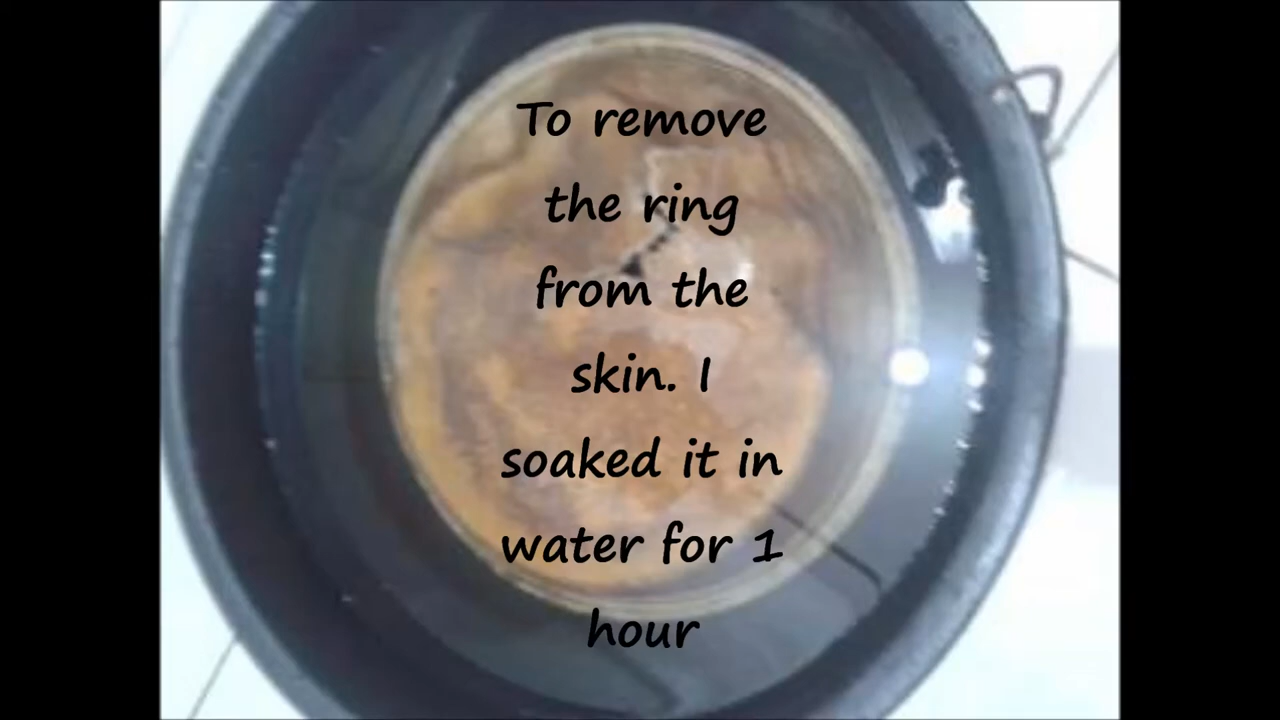 To remove
the ring
from the
skin. I
soaked it in
water for 1
hour